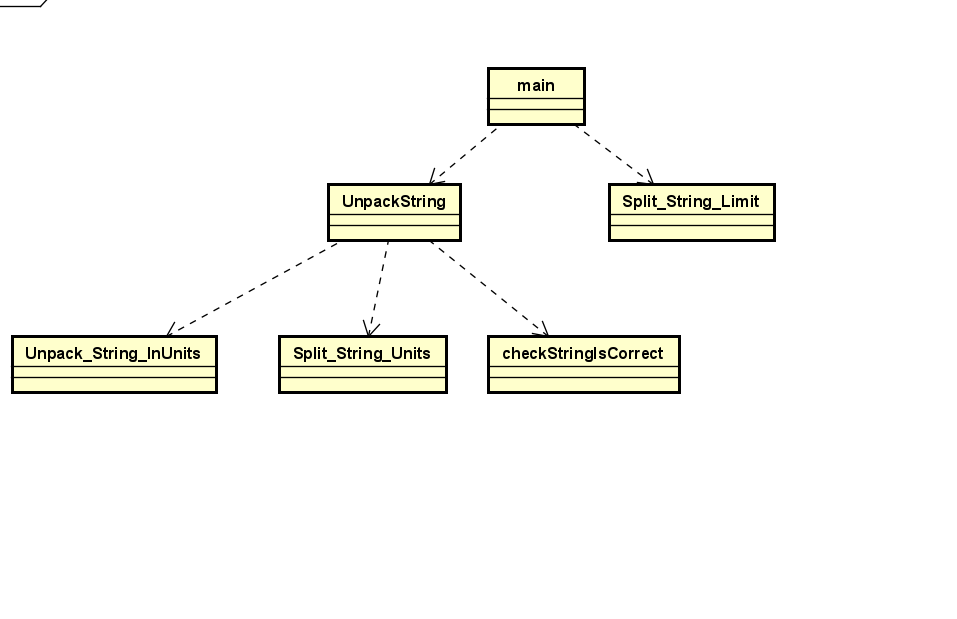 main
UnpackString
Split_String_Limit
Unpack_String_InUnits
Split_String_Units
checkStringIsCorrect